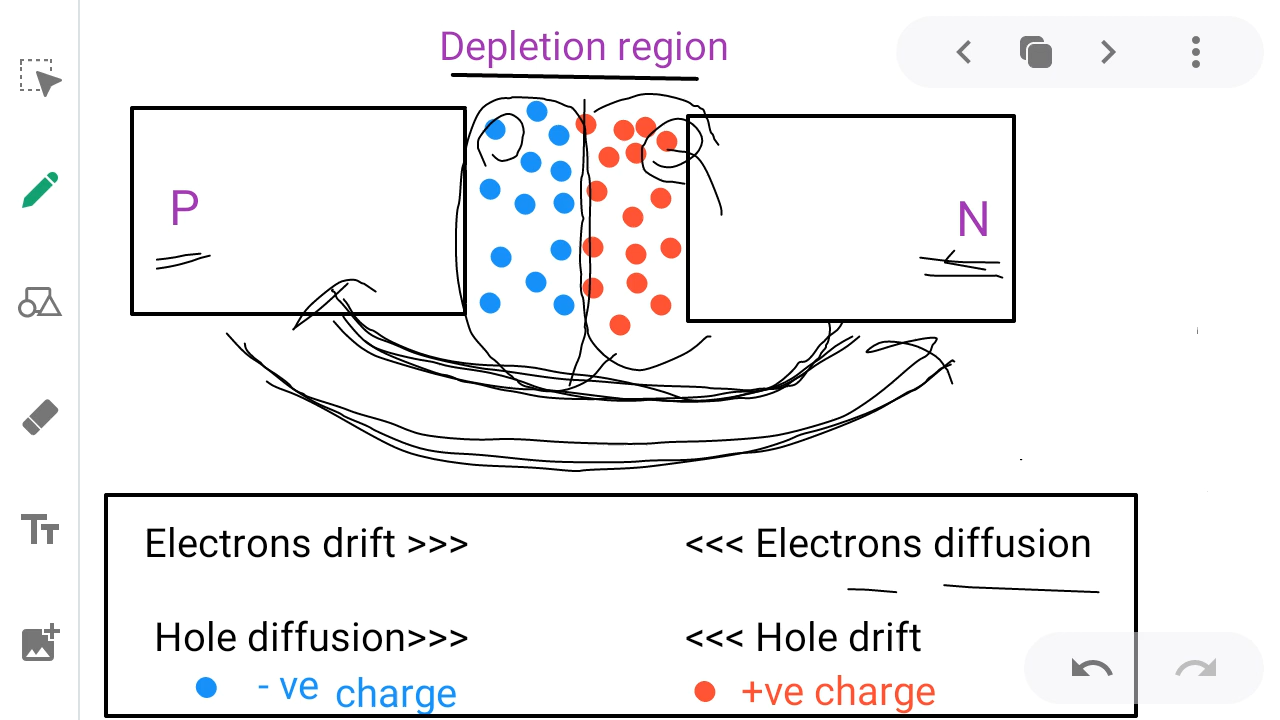 Depletion region
P
N
Electrons drift >>>
<<< Electrons diffusion
Hole diffusion>>>
<<< Hole drift
- ve charge
+ve charge